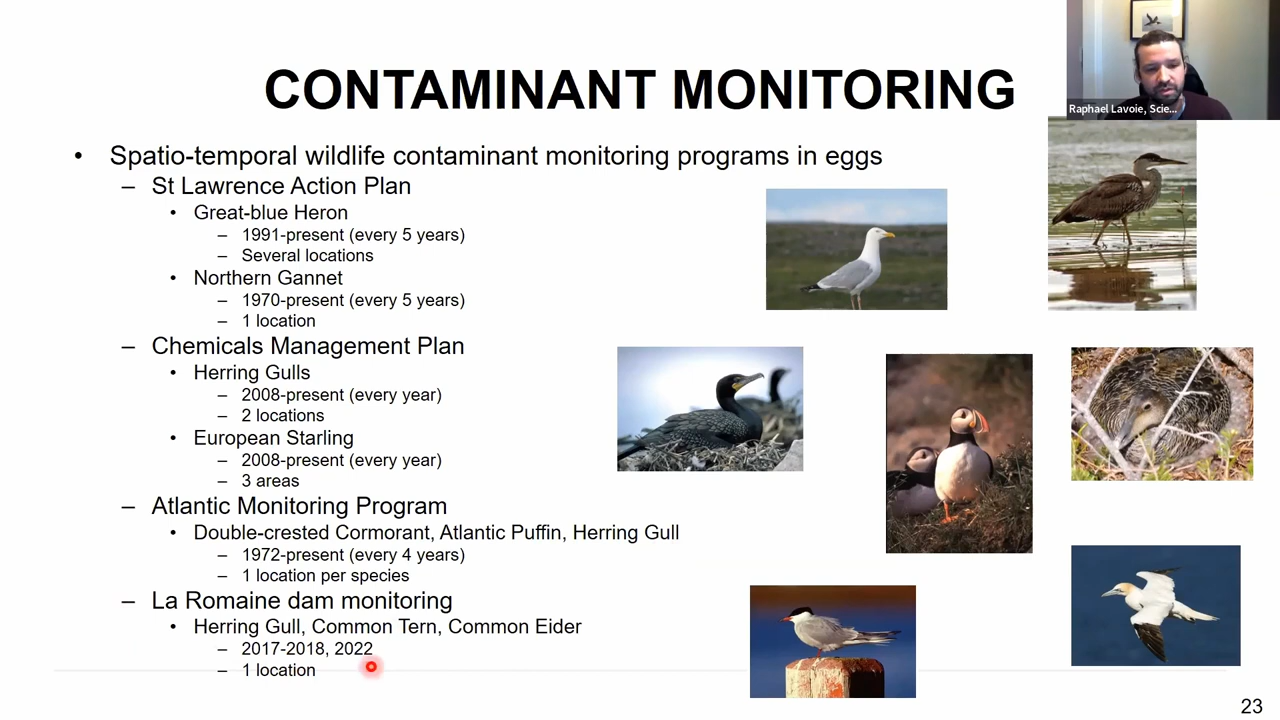 CONTAMINANT MONITORING
Raphael Lavoie, Scie...
• Spatio-temporal wildlife contaminant monitoring programs in eggs
– St Lawrence Action Plan
• Great-blue Heron
– 1991-present (every 5 years)
– Several locations
• Northern Gannet
– 1970-present (every 5 years)
– 1 location
– Chemicals Management Plan
• Herring Gulls
– 2008-present (every year)
– 2 locations
• European Starling
– 2008-present (every year)
– 3 areas
– Atlantic Monitoring Program
• Double-crested Cormorant, Atlantic Puffin, Herring Gull
– 1972-present (every 4 years)
– 1 location per species
– La Romaine dam monitoring
• Herring Gull, Common Tern, Common Eider
– 2017-2018, 2022
– 1 location
23